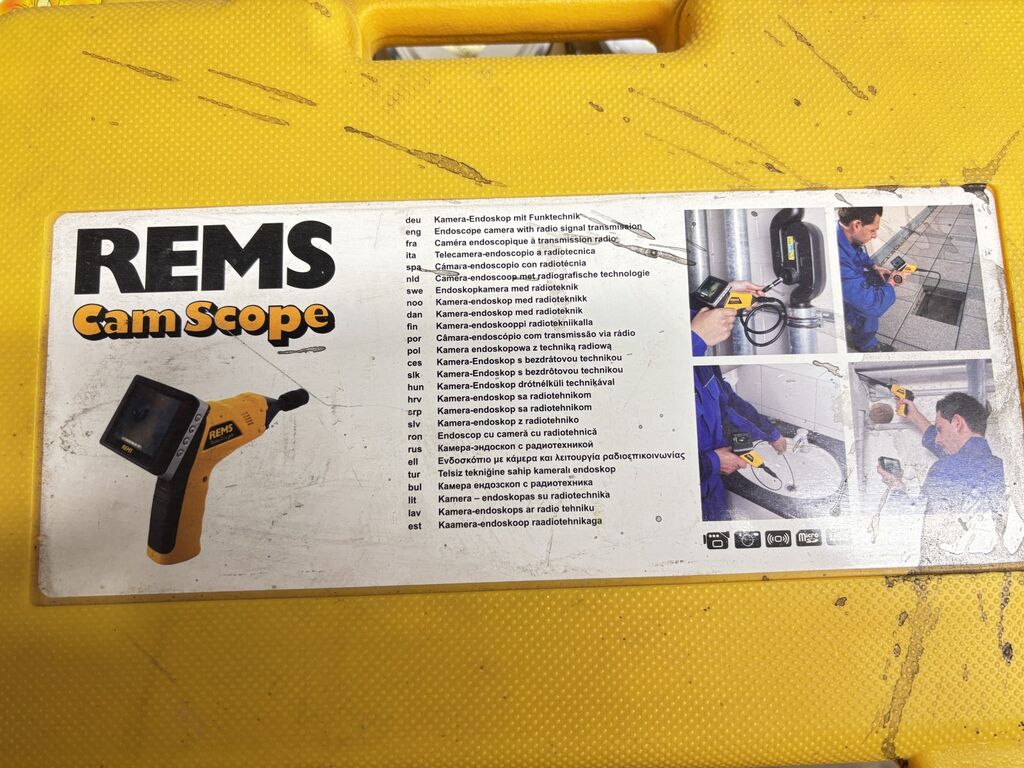 REMS
Cam Scope
REMS
deu Kamera-Endoskop mit Funktechnik
eng Endoscope camera with radio signal transmission
fra Caméra endoscopique à transmission radio
ita Telecamera-endoscopio a radiotecnica
spa Cámara-endoscopio con radiotécnia
nld Camera-endoscoop met radiografische technologie
swe Endoskopkamera med radioteknik
noo Kamera-endoskop med radioteknikk
dan Kamera-endoskop med radioteknik
fin Kamera-endoskooppi radiotekniikalla
por Câmara-endoscópio com transmissão via rádio
pol Kamera endoskopowa z techniką radiową
ces Kamera-Endoskop s bezdrátovou technikou
slk Kamera-Endoskop s bezdrôtovou technikou
hun Kamera-Endoskop drótnélküli technikával
hrv Kamera-endoskop sa radiotehnikom
srp Kamera-endoskop sa radiotehnikom
slv Kamera-endoskop z radiotehniko
ron Endoscop cu cameră cu radiotehnică
rus Камера-эндоскоп с радиотехникой
ell Ενδοσκόπιο με κάμερα και λειτουργία ραδιοεπικοινωνίας
tur Telsiz tekniğine sahip kameralı endoskop
bul Камера ендоскоп с радиотехника
lit Kamera – endoskopas su radiotechnika
lav Kamera-endoskops ar radio tehniku
est Kaamera-endoskoop raadiotehnikaga
micro